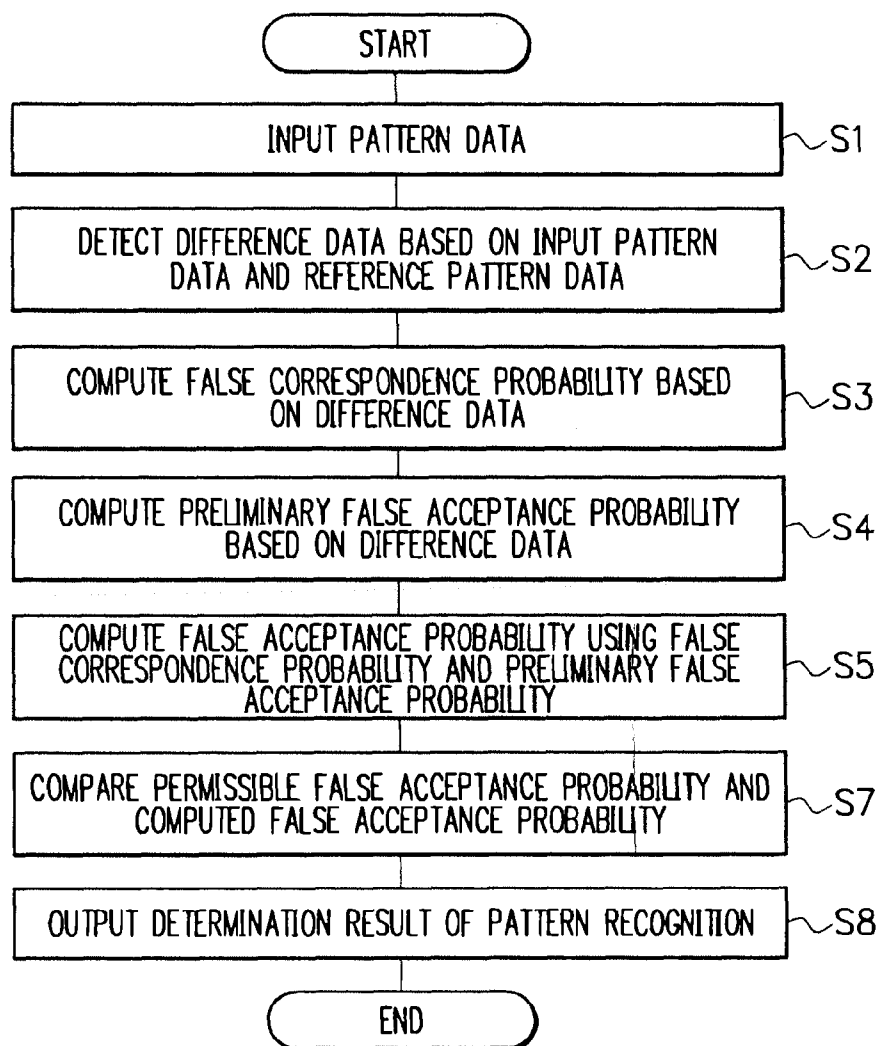 START
INPUT PATTERN DATA
S1
DETECT DIFFERENCE DATA BASED ON INPUT PATTERN
DATA AND REFERENCE PATTERN DATA
S2
COMPUTE FALSE CORRESPONDENCE PROBABILITY BASED
ON DIFFERENCE DATA
S3
COMPUTE PRELIMINARY FALSE ACCEPTANCE PROBABILITY
BASED ON DIFFERENCE DATA
S4
COMPUTE FALSE ACCEPTANCE PROBABILITY USING FALSE
CORRESPONDENCE PROBABILITY AND PRELIMINARY FALSE
ACCEPTANCE PROBABILITY
S5
COMPARE PERMISSIBLE FALSE ACCEPTANCE PROBABILITY AND
COMPUTED FALSE ACCEPTANCE PROBABILITY
S7
OUTPUT DETERMINATION RESULT OF PATTERN RECOGNITION
S8
END